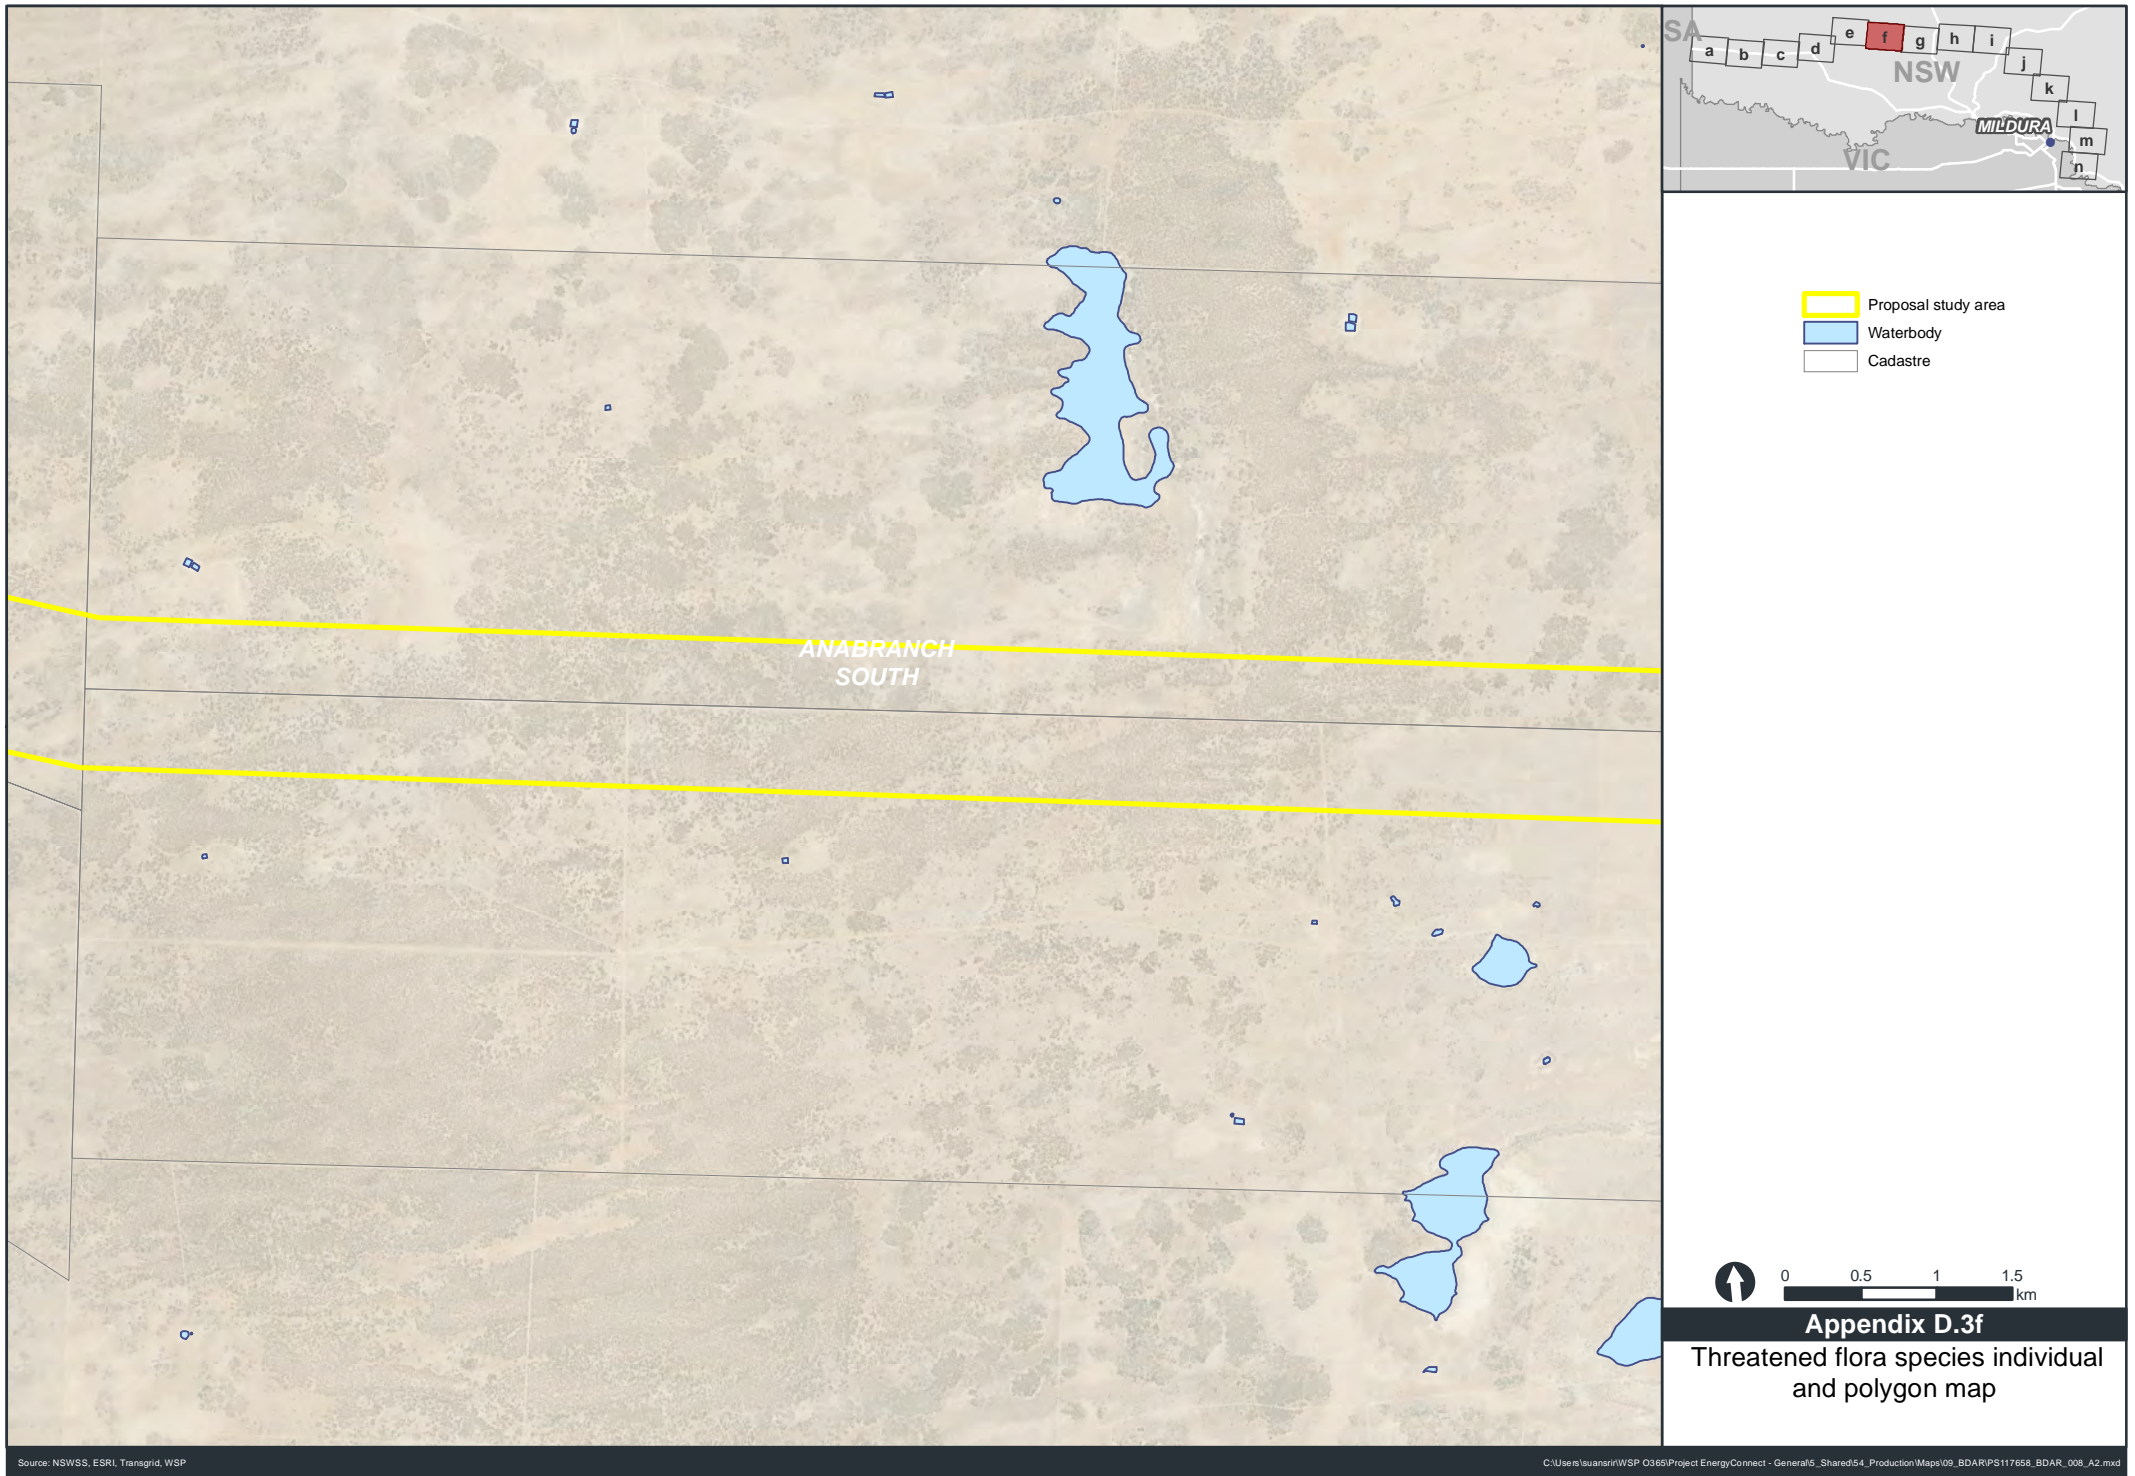 SA
a
b
c
d
e
f
g
h
i
j
k
l
m
n
NSW
MILDURA
VIC
Proposal study area
Waterbody
Cadastre
ANABRANCH
SOUTH
0 0.5 1 1.5
km
Appendix D.3f
Threatened flora species individual
and polygon map
Source: NSWSS, ESRI, Transgrid, WSP
C:\Users\suansrir\WSP O365\Project EnergyConnect - General\5_Shared\54_Production\Maps\09_BDAR\PS117658_BDAR_008_A2.mxd